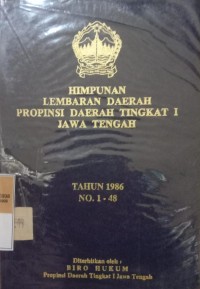 HIMPUNAN
LEMBARAN DAERAH
PROPINSI DAERAH TINGKAT I
JAWA TENGAH
TAHUN 1986
NO. 1 - 48
Diterbitkan oleh :
BIRO HUKUM
Propinsi Daerah Tingkat I Jawa Tengah